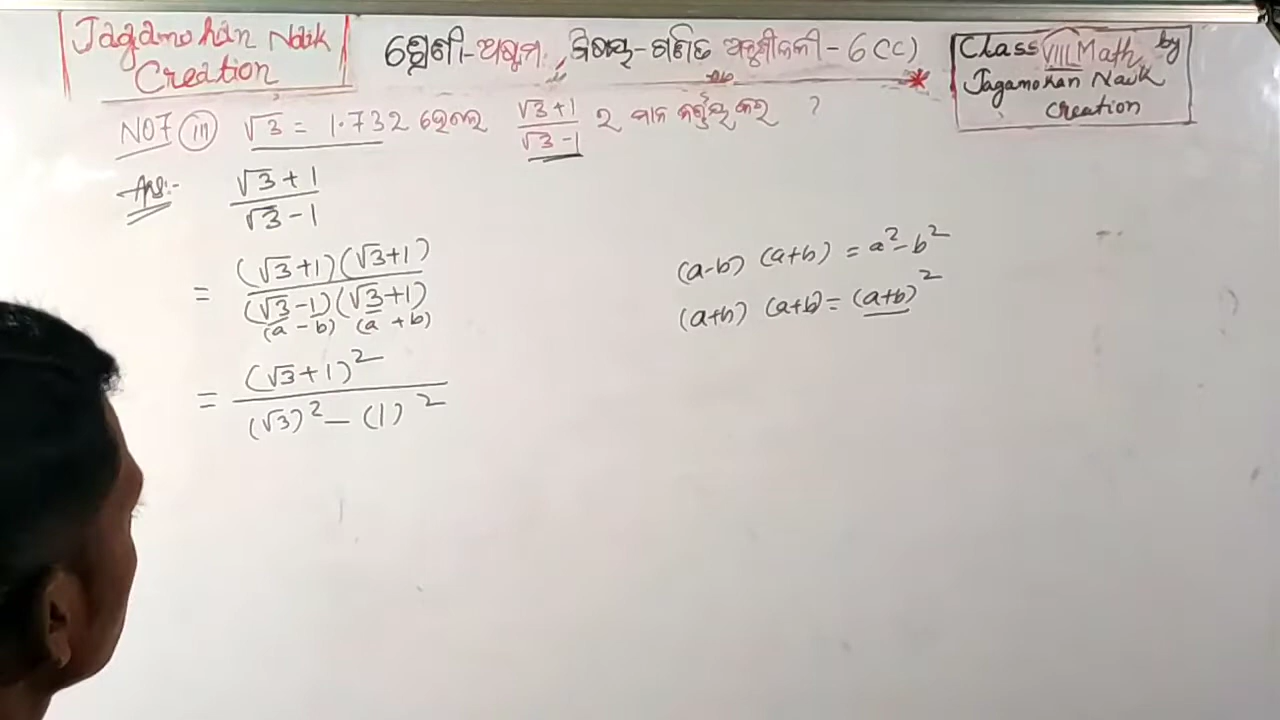 Jagamohan Naik
Creation
ଶ୍ରେଣୀ-ଅଷ୍ଟମ, ବିଷୟ-ଗଣିତ ଅନୁଶୀଳନୀ - 6 (C)
Class VIII Math by
Jagamohan Naik
creation
NO7 (iii) √3 = 1.732 ହେଲେ (√3+1)/(√3-1) ର ମାନ ନିର୍ଣ୍ଣୟ କର ?
Ans:- (√3+1)/(√3-1)
= (√3+1)(√3+1)/(√3-1)(√3+1)
(a-b) (a+b)
(a-b) (a+b) = a²-b²
(a+b) (a+b) = (a+b)²
= (√3+1)²/(√3)²-(1)²